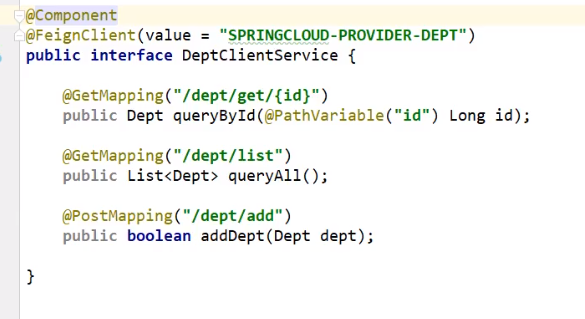 @Component
@FeignClient(value = "SPRINGCLOUD-PROVIDER-DEPT")
public interface DeptClientService {
@GetMapping("/dept/get/{id}")
public Dept queryById(@PathVariable("id") Long id);
@GetMapping("/dept/list")
public List<Dept> queryAll();
@PostMapping("/dept/add")
public boolean addDept(Dept dept);
}